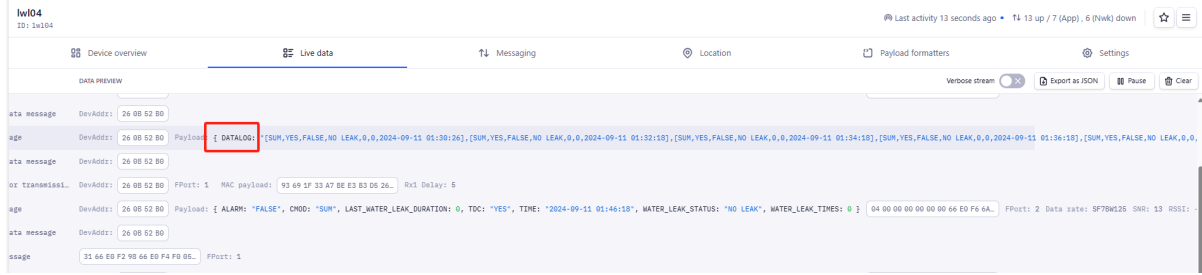 lwl04
ID: lwl04
Last activity 13 seconds ago • ↑↓ 13 up / 7 (App) , 6 (Nwk) down
Device overview Live data Messaging Location Payload formatters Settings
DATA PREVIEW Verbose stream Export as JSON Pause Clear
ata message DevAddr: 26 0B 52 B0
age DevAddr: 26 0B 52 B0 Payload: { DATALOG: "[SUM,YES,FALSE,NO LEAK,0,0,2024-09-11 01:30:26],[SUM,YES,FALSE,NO LEAK,0,0,2024-09-11 01:32:18],[SUM,YES,FALSE,NO LEAK,0,0,2024-09-11 01:34:18],[SUM,YES,FALSE,NO LEAK,0,0,2024-09-11 01:36:18],[SUM,YES,FALSE,NO LEAK,0,0,
ata message DevAddr: 26 0B 52 B0
or transmissi… DevAddr: 26 0B 52 B0 FPort: 1 MAC payload: 93 69 1F 33 A7 BE E3 B3 D5 26… Rx1 Delay: 5
age DevAddr: 26 0B 52 B0 Payload: { ALARM: "FALSE", CMOD: "SUM", LAST_WATER_LEAK_DURATION: 0, TDC: "YES", TIME: "2024-09-11 01:46:18", WATER_LEAK_STATUS: "NO LEAK", WATER_LEAK_TIMES: 0 } 04 00 00 00 00 00 00 66 E0 F6 6A… FPort: 2 Data rate: SF7BW125 SNR: 13 RSSI: -
ata message DevAddr: 26 0B 52 B0
ssage 31 66 E0 F2 98 66 E0 F4 F0 05… FPort: 1